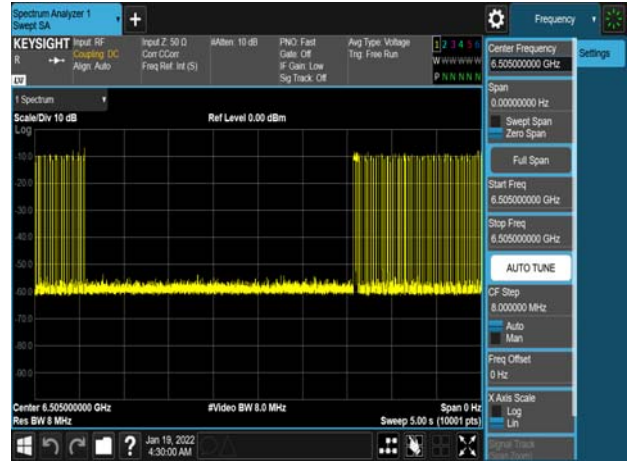 Spectrum Analyzer 1
Swept SA
+
Frequency
KEYSIGHT
R
LV
Input: RF
Coupling: DC
Align: Auto
Input Z: 50 Ω
Corr CCorr
Freq Ref: Int (S)
#Atten: 10 dB
PNO: Fast
Gate: Off
IF Gain: Low
Sig Track: Off
Avg Type: Voltage
Trig: Free Run
1 2 3 4 5 6
W W W W W W
P N N N N N
Center Frequency
6.505000000 GHz
Settings
Span
0.00000000 Hz
Swept Span
Zero Span
Full Span
Start Freq
6.505000000 GHz
Stop Freq
6.505000000 GHz
AUTO TUNE
CF Step
8.000000 MHz
Auto
Man
Freq Offset
0 Hz
X Axis Scale
Log
Lin
Signal Track
(Span Zoom)
1 Spectrum
Scale/Div 10 dB
Ref Level 0.00 dBm
Log
-10.0
-20.0
-30.0
-40.0
-50.0
-60.0
-70.0
-80.0
-90.0
Center 6.505000000 GHz
#Video BW 8.0 MHz
Span 0 Hz
Res BW 8 MHz
Sweep 5.00 s (10001 pts)
?
Jan 19, 2022
4:30:00 AM